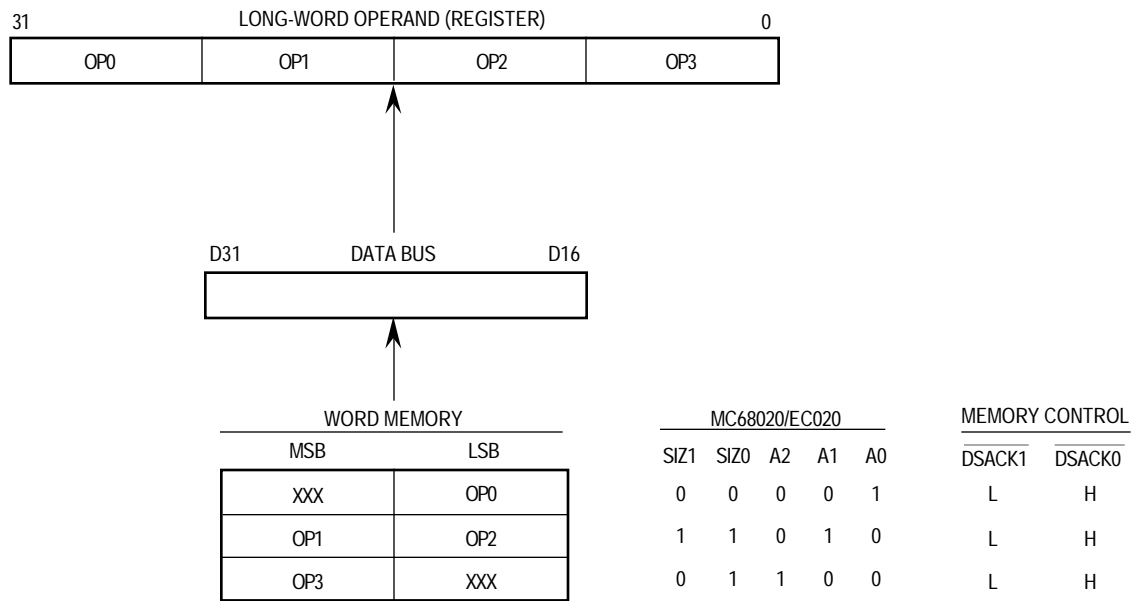 31 LONG-WORD OPERAND (REGISTER) 0
OP0 OP1 OP2 OP3
D31 DATA BUS D16
WORD MEMORY MC68020/EC020 MEMORY CONTROL
MSB LSB SIZ1 SIZ0 A2 A1 A0 DSACK1 DSACK0
XXX OP0 0 0 0 0 1 L H
OP1 OP2 1 1 0 1 0 L H
OP3 XXX 0 1 1 0 0 L H